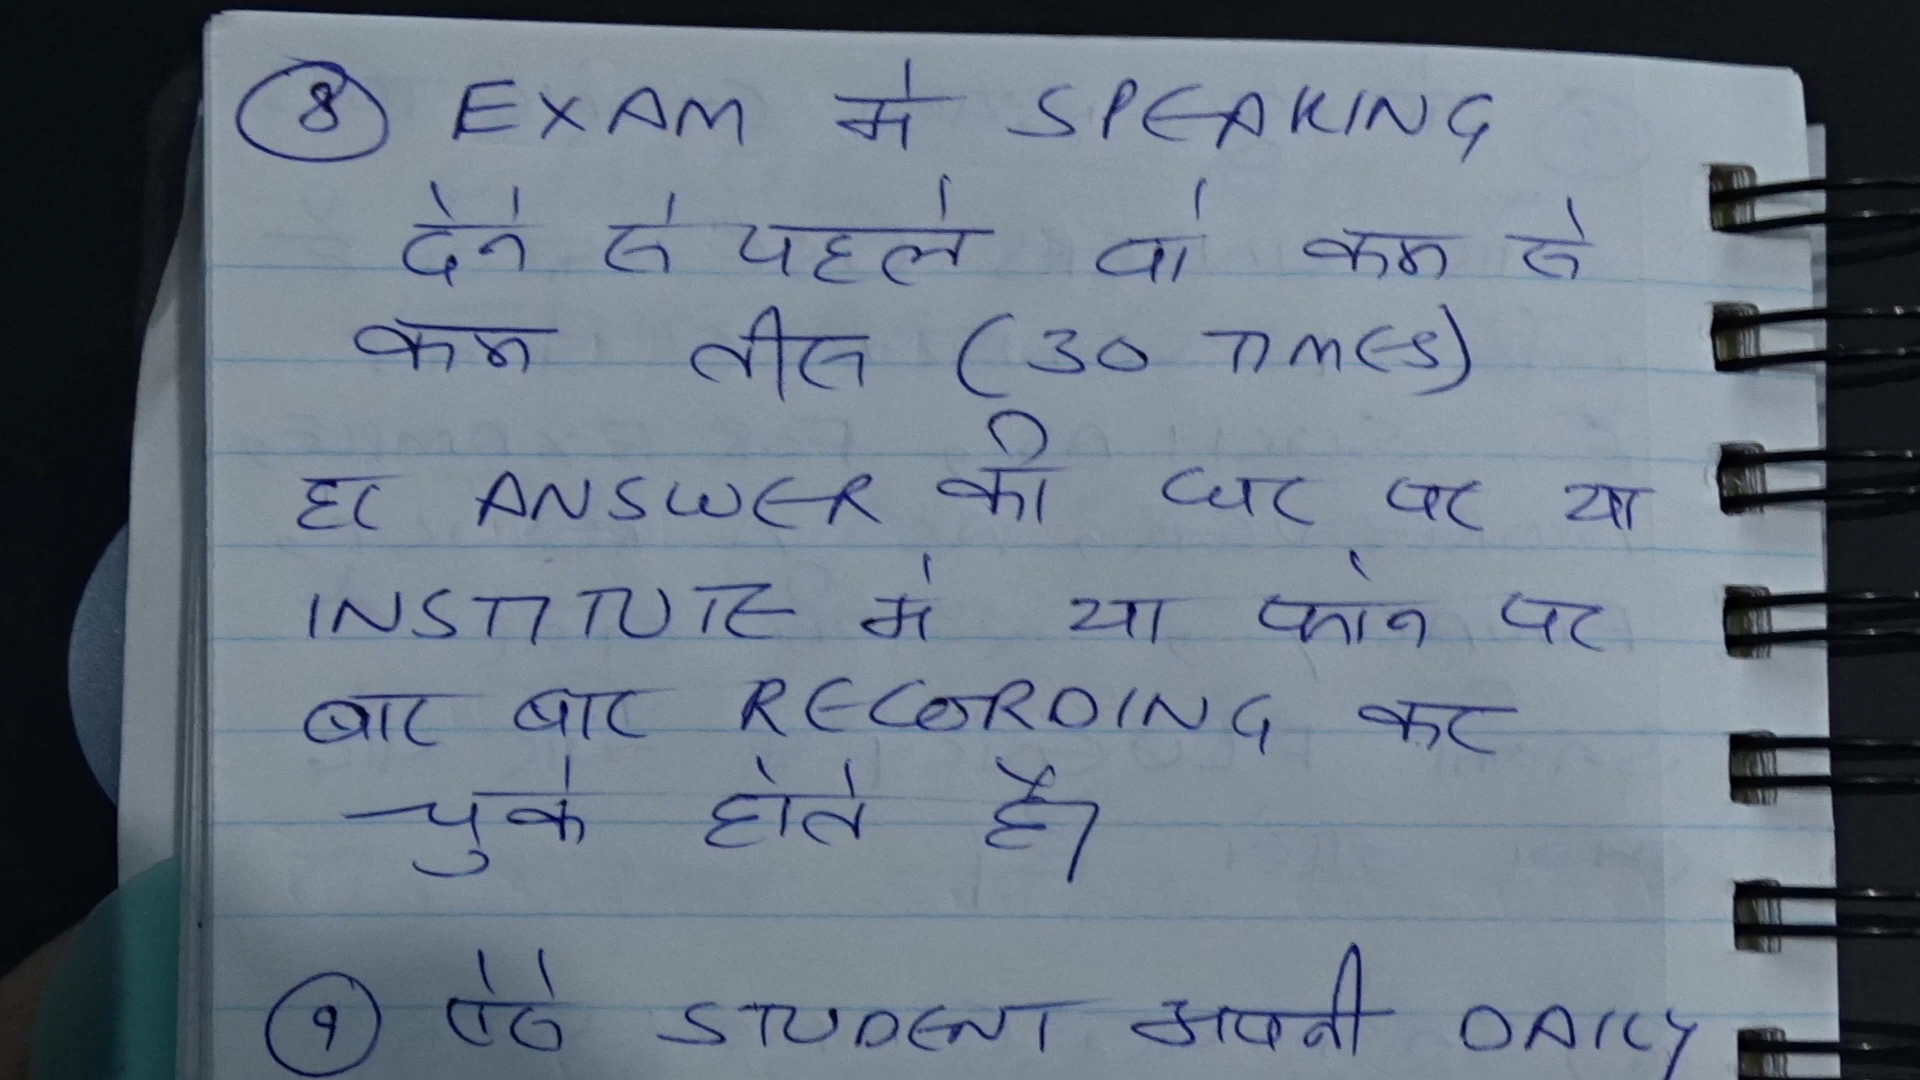 8 EXAM में SPEAKING
देने से पहले वो कम से
कम तीस (30 TIMES)
हर ANSWER की घर पर या
INSTITUTE में या फोन पर
बार बार RECORDING कर
चुके होते है।
9 ऐसे STUDENT अपनी DAILY